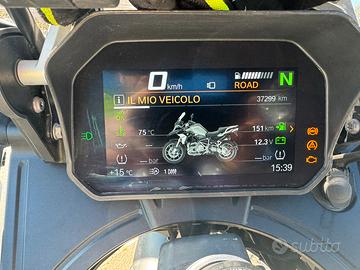 0 km/h
ROAD
N
i IL MIO VEICOLO 37299 km
75 °C 151 km
--- 12.3 V
-- bar -- bar
+15 °C 15:39
subito